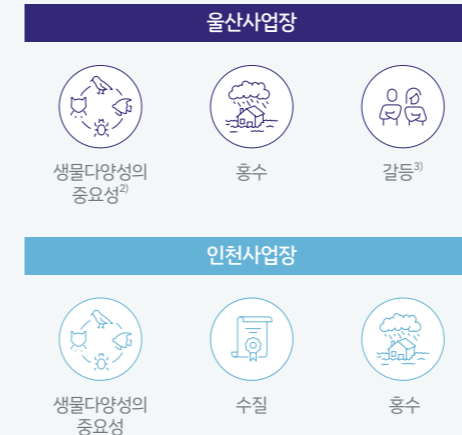 울산사업장
생물다양성의
중요성2)
홍수
갈등3)
인천사업장
생물다양성의
중요성
수질
홍수